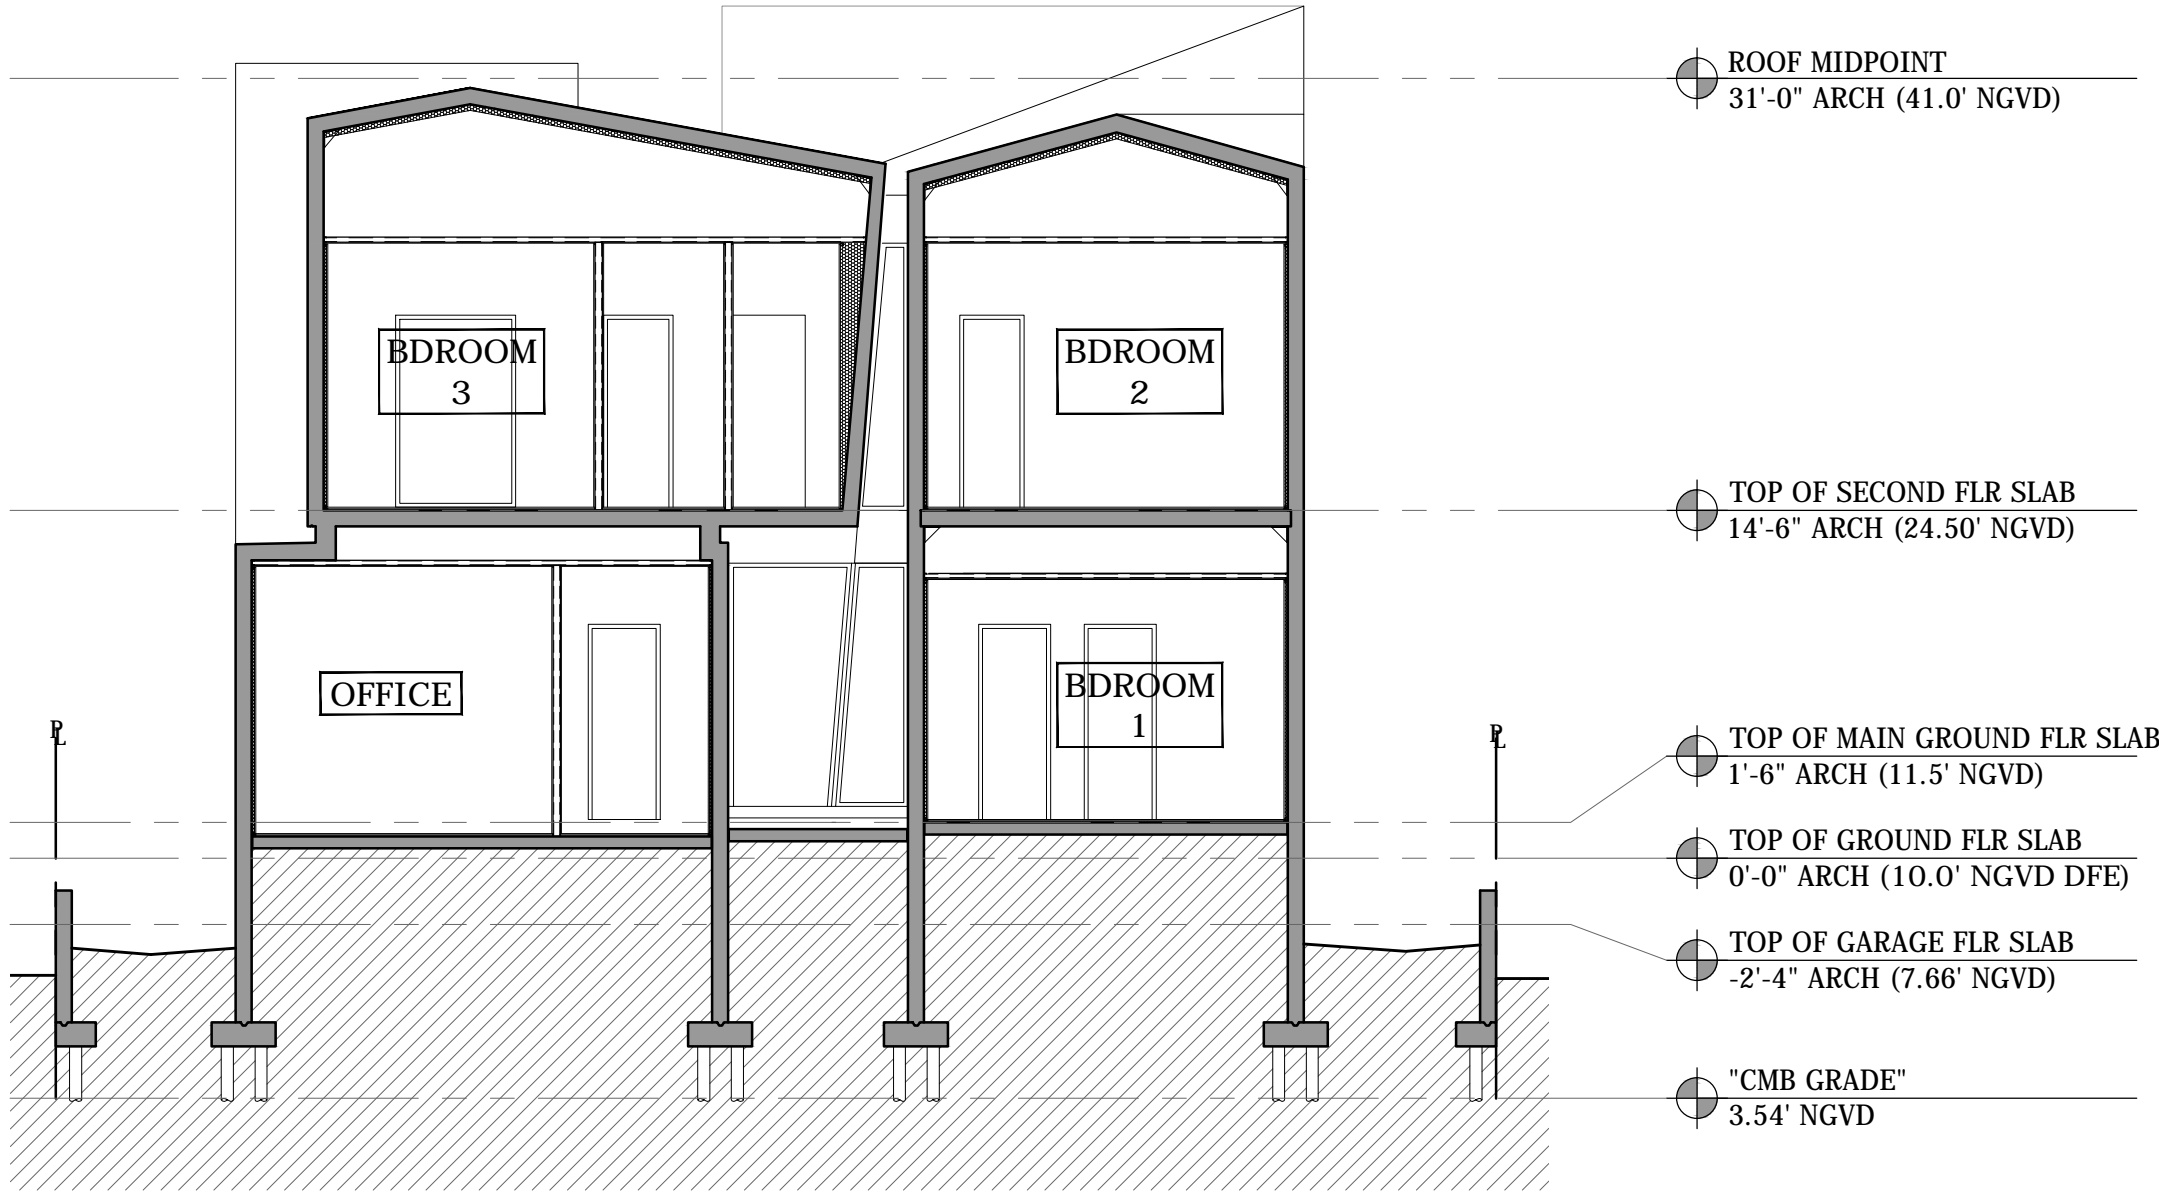 ROOF MIDPOINT
31'-0" ARCH (41.0' NGVD)
BDROOM
3
BDROOM
2
TOP OF SECOND FLR SLAB
14'-6" ARCH (24.50' NGVD)
OFFICE
BDROOM
1
PL
PL
TOP OF MAIN GROUND FLR SLAB
1'-6" ARCH (11.5' NGVD)
TOP OF GROUND FLR SLAB
0'-0" ARCH (10.0' NGVD DFE)
TOP OF GARAGE FLR SLAB
-2'-4" ARCH (7.66' NGVD)
"CMB GRADE"
3.54' NGVD